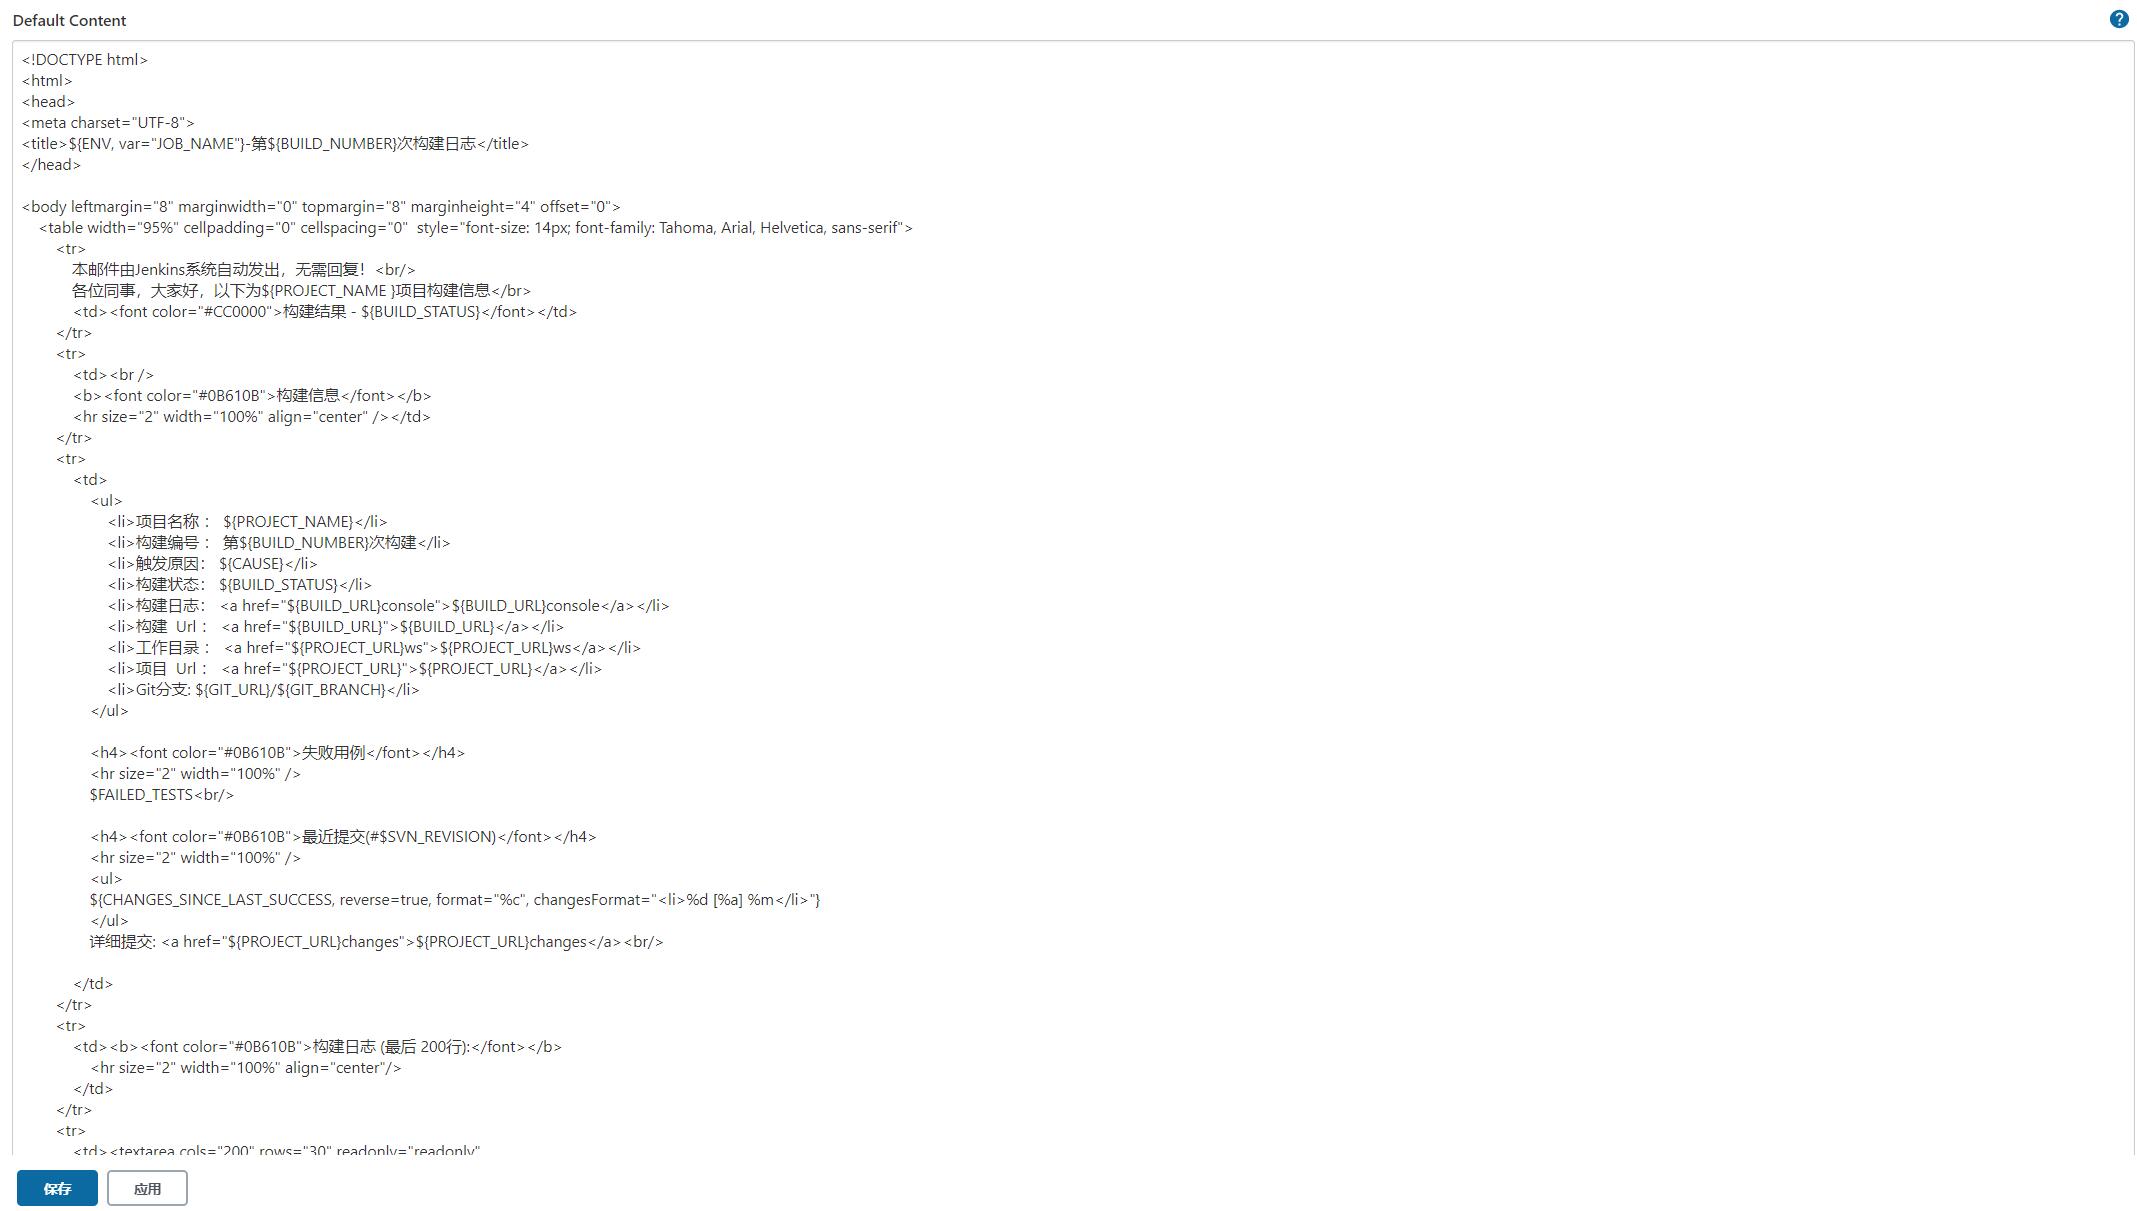 Default Content
<!DOCTYPE html>
<html>
<head>
<meta charset="UTF-8">
<title>${ENV, var="JOB_NAME"}-第${BUILD_NUMBER}次构建日志</title>
</head>
<body leftmargin="8" marginwidth="0" topmargin="8" marginheight="4" offset="0">
<table width="95%" cellpadding="0" cellspacing="0"  style="font-size: 14px; font-family: Tahoma, Arial, Helvetica, sans-serif">
<tr>
本邮件由Jenkins系统自动发出，无需回复！<br/>
各位同事，大家好，以下为${PROJECT_NAME }项目构建信息</br>
<td><font color="#CC0000">构建结果 - ${BUILD_STATUS}</font></td>
</tr>
<tr>
<td><br />
<b><font color="#0B610B">构建信息</font></b>
<hr size="2" width="100%" align="center" /></td>
</tr>
<tr>
<td>
<ul>
<li>项目名称 ： ${PROJECT_NAME}</li>
<li>构建编号 ： 第${BUILD_NUMBER}次构建</li>
<li>触发原因： ${CAUSE}</li>
<li>构建状态： ${BUILD_STATUS}</li>
<li>构建日志： <a href="${BUILD_URL}console">${BUILD_URL}console</a></li>
<li>构建  Url ： <a href="${BUILD_URL}">${BUILD_URL}</a></li>
<li>工作目录 ： <a href="${PROJECT_URL}ws">${PROJECT_URL}ws</a></li>
<li>项目  Url ： <a href="${PROJECT_URL}">${PROJECT_URL}</a></li>
<li>Git分支: ${GIT_URL}/${GIT_BRANCH}</li>
</ul>
<h4><font color="#0B610B">失败用例</font></h4>
<hr size="2" width="100%" />
$FAILED_TESTS<br/>
<h4><font color="#0B610B">最近提交(#$SVN_REVISION)</font></h4>
<hr size="2" width="100%" />
<ul>
${CHANGES_SINCE_LAST_SUCCESS, reverse=true, format="%c", changesFormat="<li>%d [%a] %m</li>"}
</ul>
详细提交: <a href="${PROJECT_URL}changes">${PROJECT_URL}changes</a><br/>
</td>
</tr>
<tr>
<td><b><font color="#0B610B">构建日志 (最后 200行):</font></b>
<hr size="2" width="100%" align="center"/>
</td>
</tr>
<tr>
<td><textarea cols="200" rows="30" readonly="readonly"
保存
应用